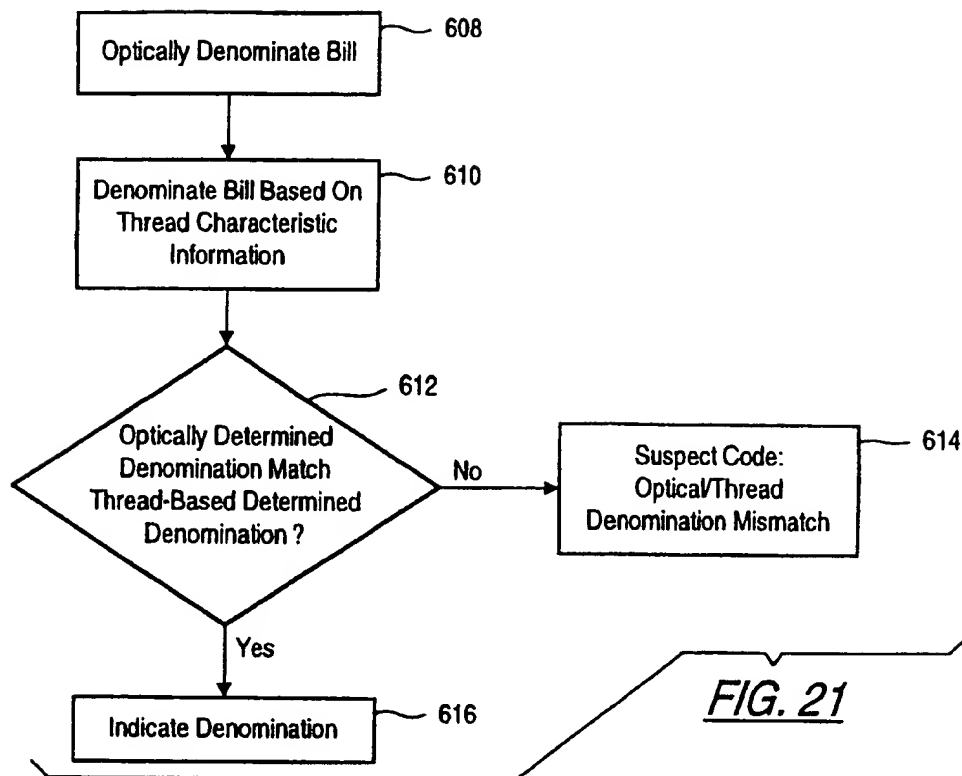 Optically Denominate Bill
608
Denominate Bill Based On
Thread Characteristic
Information
610
Optically Determined
Denomination Match
Thread-Based Determined
Denomination ?
612
No
Suspect Code:
Optical/Thread
Denomination Mismatch
614
Yes
Indicate Denomination
616
FIG. 21